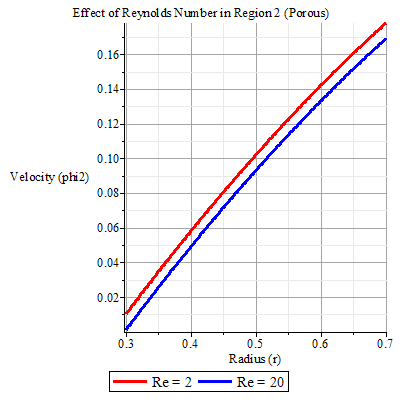 Effect of Reynolds Number in Region 2 (Porous)
0.16
0.14
0.12
0.10
Velocity (phi2)
0.08
0.06
0.04
0.02
0.3 0.4 0.5 0.6 0.7
Radius (r)
Re = 2 Re = 20